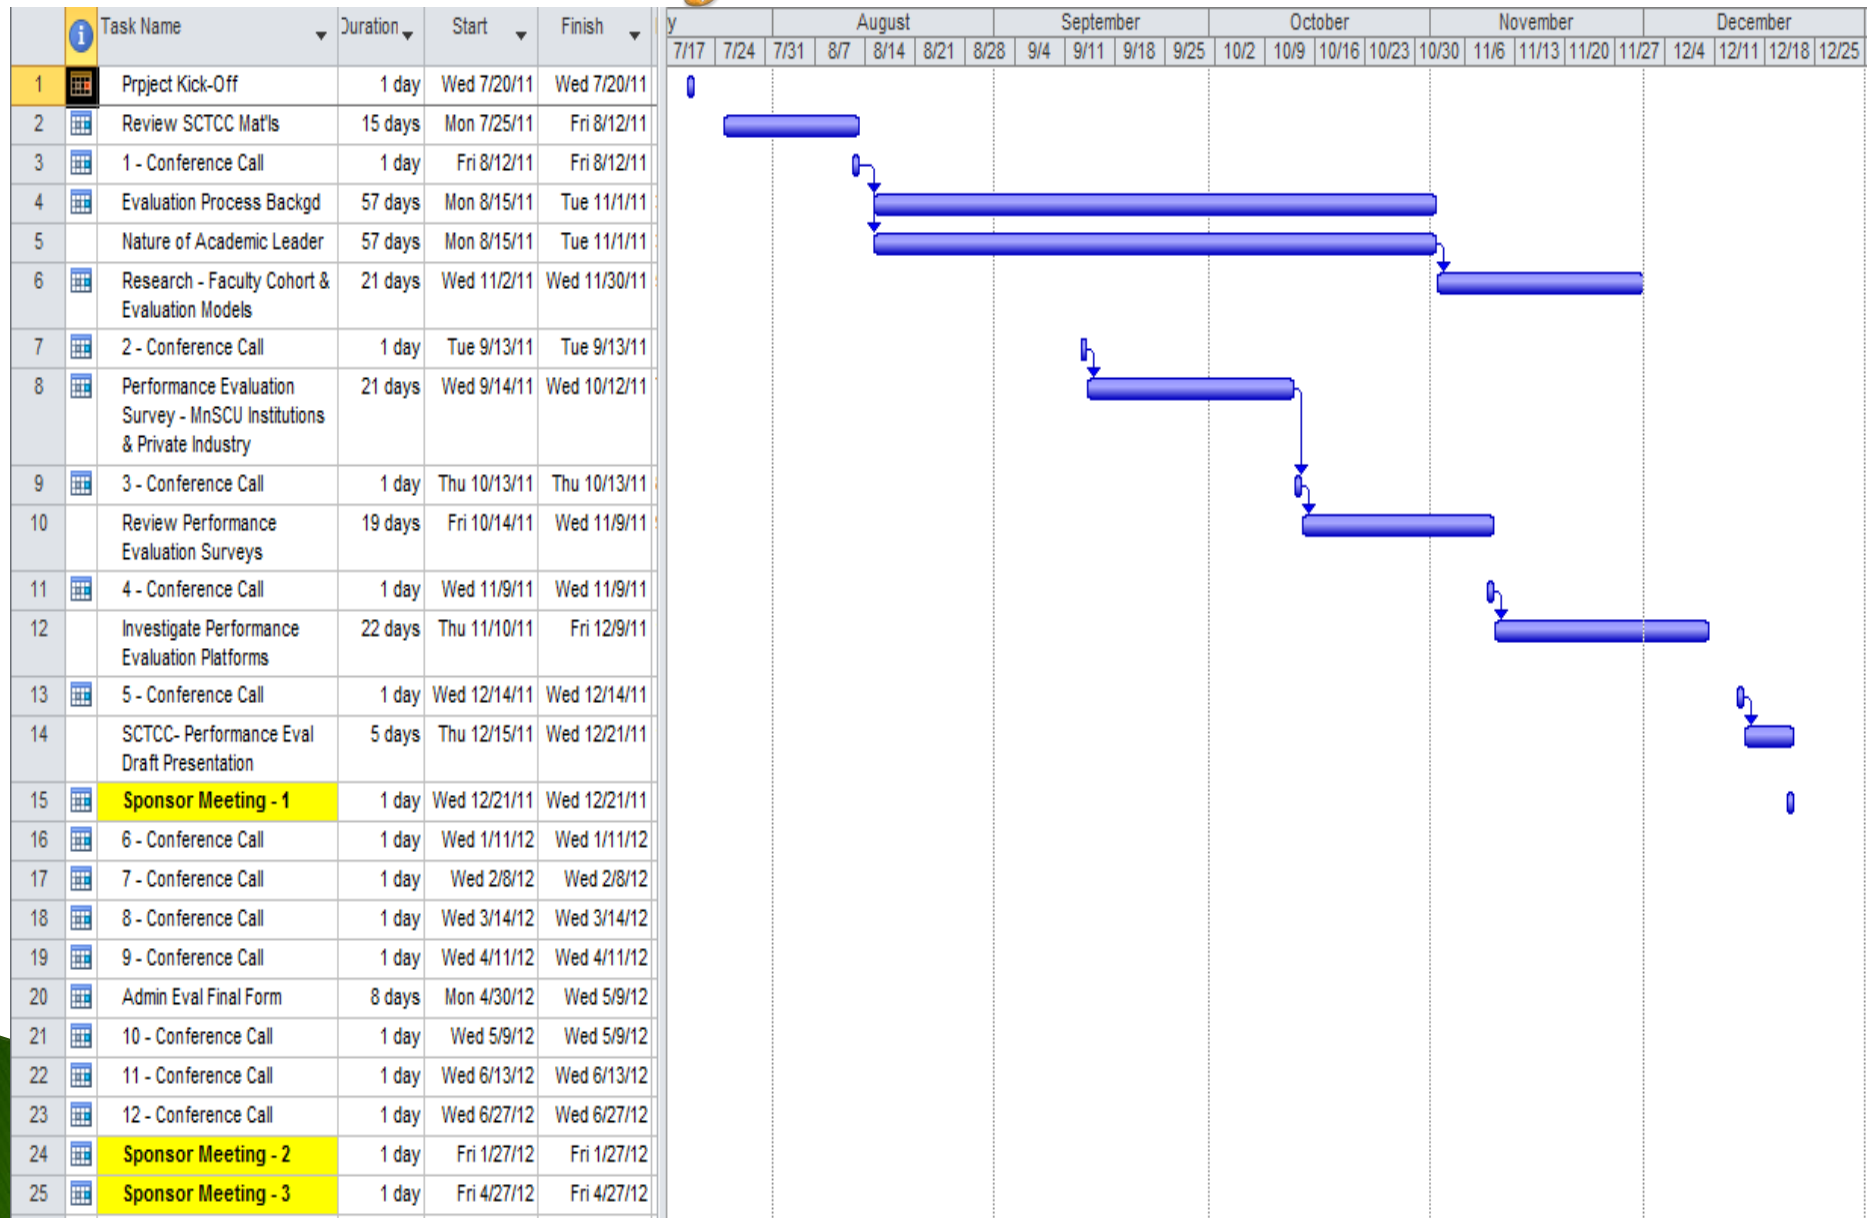 Task Name Duration Start Finish
y August September October November December
7/17 7/24 7/31 8/7 8/14 8/21 8/28 9/4 9/11 9/18 9/25 10/2 10/9 10/16 10/23 10/30 11/6 11/13 11/20 11/27 12/4 12/11 12/18 12/25
1 Prpject Kick-Off 1 day Wed 7/20/11 Wed 7/20/11
2 Review SCTCC Mat'ls 15 days Mon 7/25/11 Fri 8/12/11
3 1 - Conference Call 1 day Fri 8/12/11 Fri 8/12/11
4 Evaluation Process Backgd 57 days Mon 8/15/11 Tue 11/1/11
5 Nature of Academic Leader 57 days Mon 8/15/11 Tue 11/1/11
6 Research - Faculty Cohort & 21 days Wed 11/2/11 Wed 11/30/11
Evaluation Models
7 2 - Conference Call 1 day Tue 9/13/11 Tue 9/13/11
8 Performance Evaluation 21 days Wed 9/14/11 Wed 10/12/11
Survey - MnSCU Institutions
& Private Industry
9 3 - Conference Call 1 day Thu 10/13/11 Thu 10/13/11
10 Review Performance 19 days Fri 10/14/11 Wed 11/9/11
Evaluation Surveys
11 4 - Conference Call 1 day Wed 11/9/11 Wed 11/9/11
12 Investigate Performance 22 days Thu 11/10/11 Fri 12/9/11
Evaluation Platforms
13 5 - Conference Call 1 day Wed 12/14/11 Wed 12/14/11
14 SCTCC- Performance Eval 5 days Thu 12/15/11 Wed 12/21/11
Draft Presentation
15 Sponsor Meeting - 1 1 day Wed 12/21/11 Wed 12/21/11
16 6 - Conference Call 1 day Wed 1/11/12 Wed 1/11/12
17 7 - Conference Call 1 day Wed 2/8/12 Wed 2/8/12
18 8 - Conference Call 1 day Wed 3/14/12 Wed 3/14/12
19 9 - Conference Call 1 day Wed 4/11/12 Wed 4/11/12
20 Admin Eval Final Form 8 days Mon 4/30/12 Wed 5/9/12
21 10 - Conference Call 1 day Wed 5/9/12 Wed 5/9/12
22 11 - Conference Call 1 day Wed 6/13/12 Wed 6/13/12
23 12 - Conference Call 1 day Wed 6/27/12 Wed 6/27/12
24 Sponsor Meeting - 2 1 day Fri 1/27/12 Fri 1/27/12
25 Sponsor Meeting - 3 1 day Fri 4/27/12 Fri 4/27/12